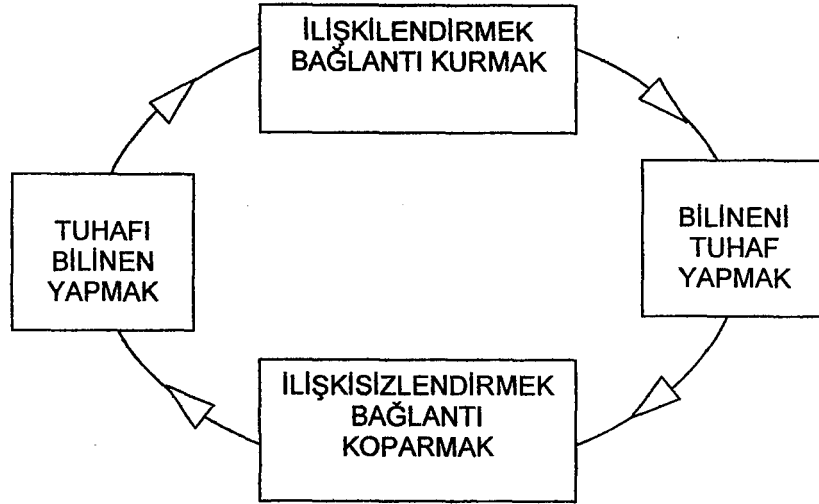 İLİŞKİLENDİRMEK
BAĞLANTI KURMAK
TUHAFI
BİLİNEN
YAPMAK
BİLİNENİ
TUHAF
YAPMAK
İLİŞKİSİZLENDİRMEK
BAĞLANTI
KOPARMAK